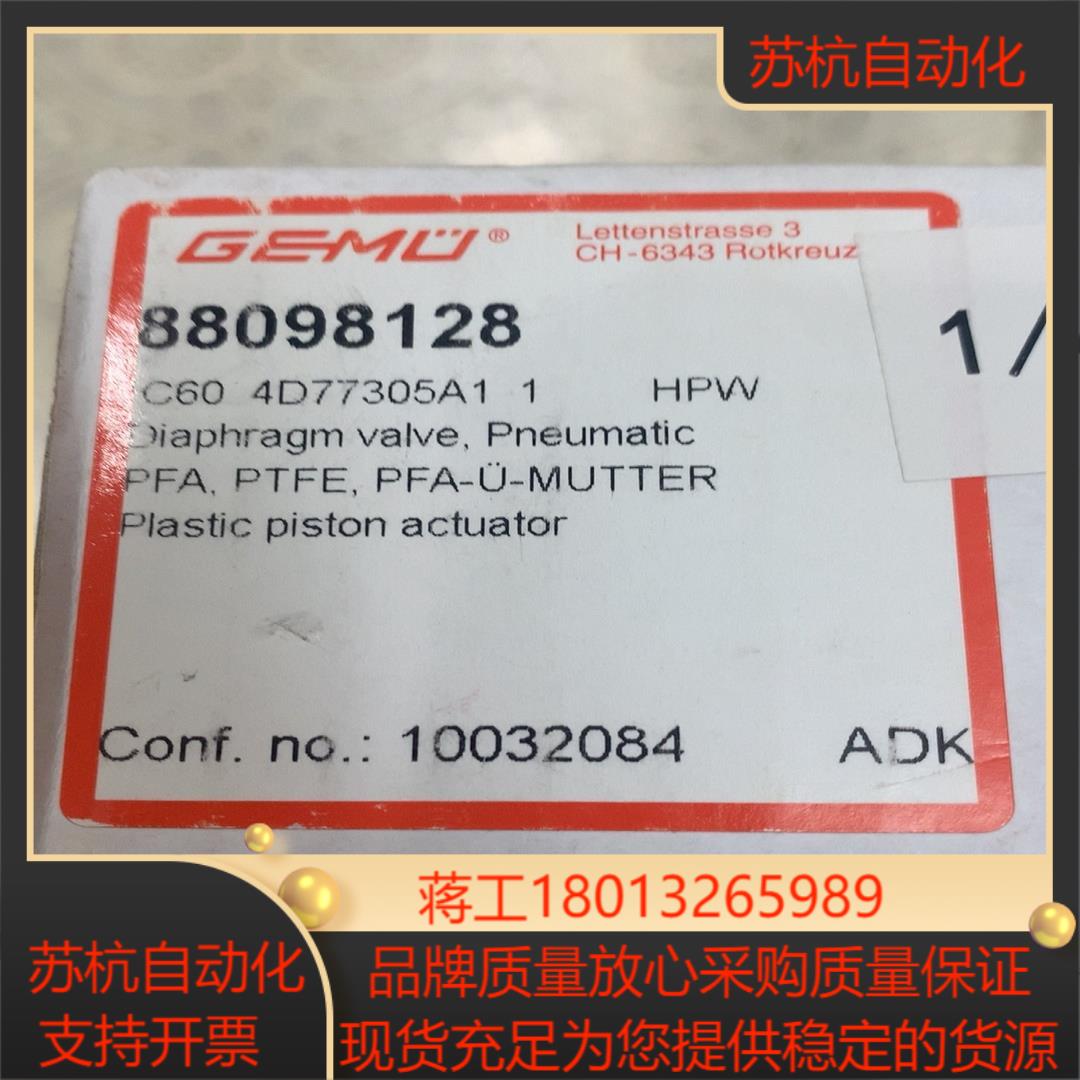 苏杭自动化
GEMÜ®
Lettenstrasse 3
CH-6343 Rotkreuz
88098128
1/
C60 4D77305A1 1 HPW
Diaphragm valve, Pneumatic
PFA, PTFE, PFA-Ü-MUTTER
Plastic piston actuator
Conf. no.: 10032084 ADK
蒋工18013265989
苏杭自动化
支持开票
品牌质量放心采购质量保证
现货充足为您提供稳定的货源